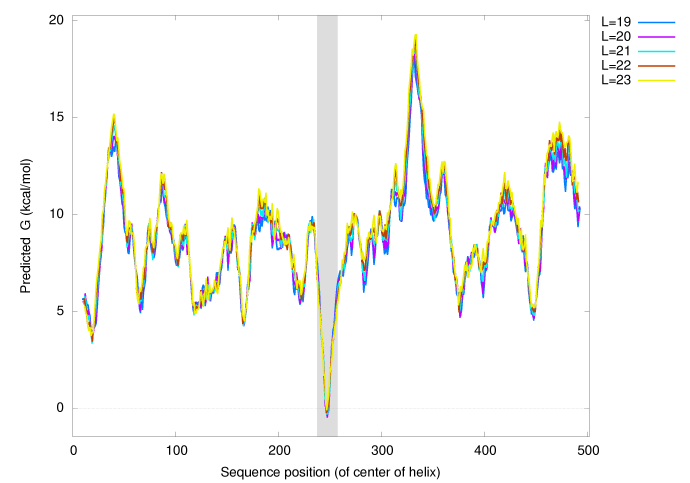 L=19
L=20
L=21
L=22
L=23
20
15
10
5
0
Predicted G (kcal/mol)
0
100
200
300
400
500
Sequence position (of center of helix)